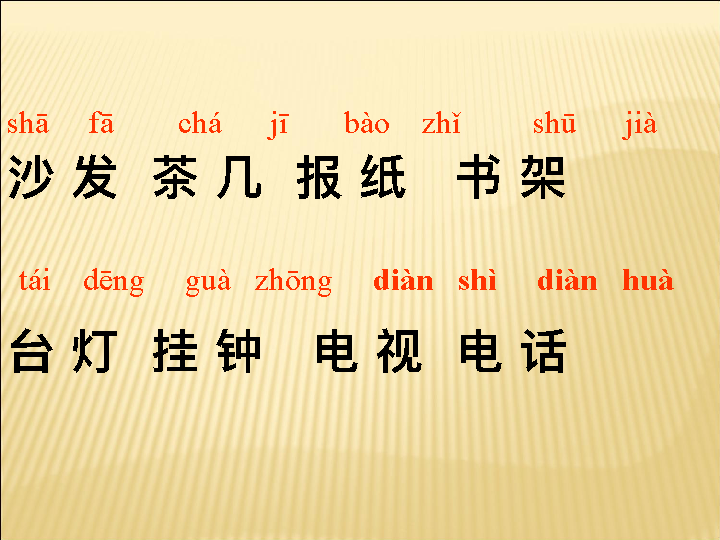 shā fā chá jī bào zhǐ shū jià
沙 发 茶 几 报 纸 书 架
tái dēng guà zhōng diàn shì diàn huà
台 灯 挂 钟 电 视 电 话